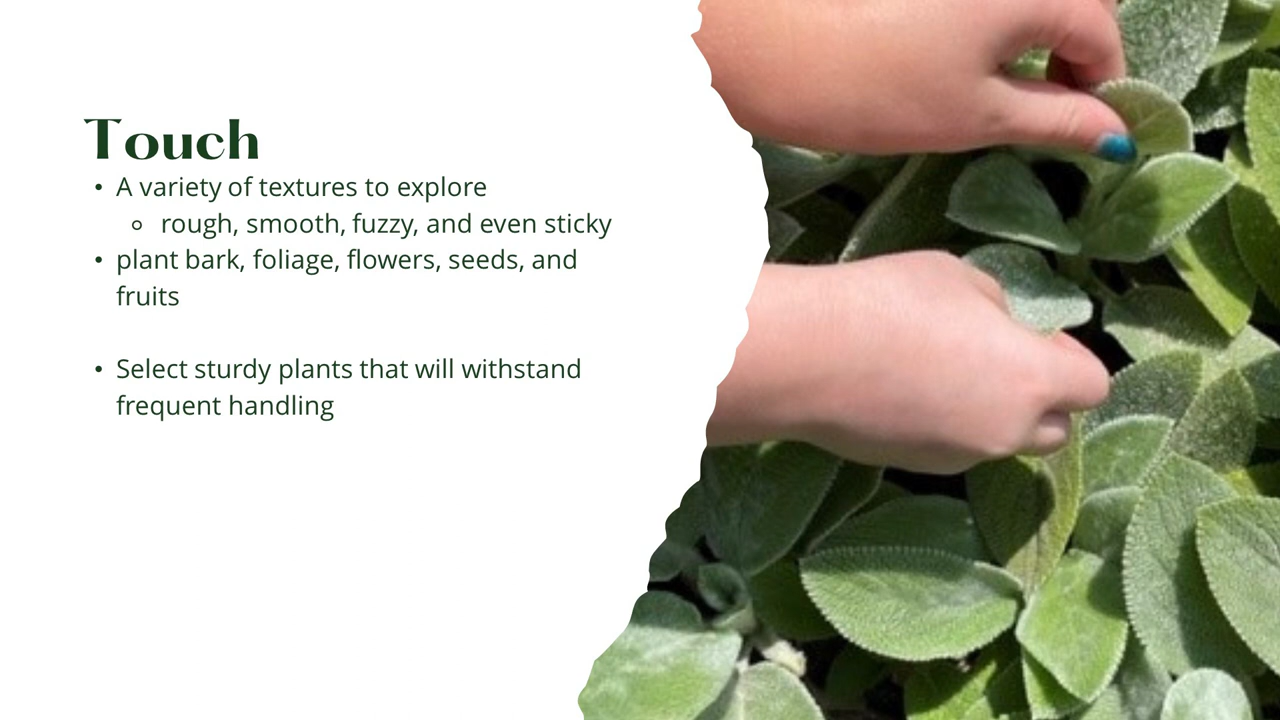 Touch
• A variety of textures to explore
◦ rough, smooth, fuzzy, and even sticky
• plant bark, foliage, flowers, seeds, and
fruits
• Select sturdy plants that will withstand
frequent handling